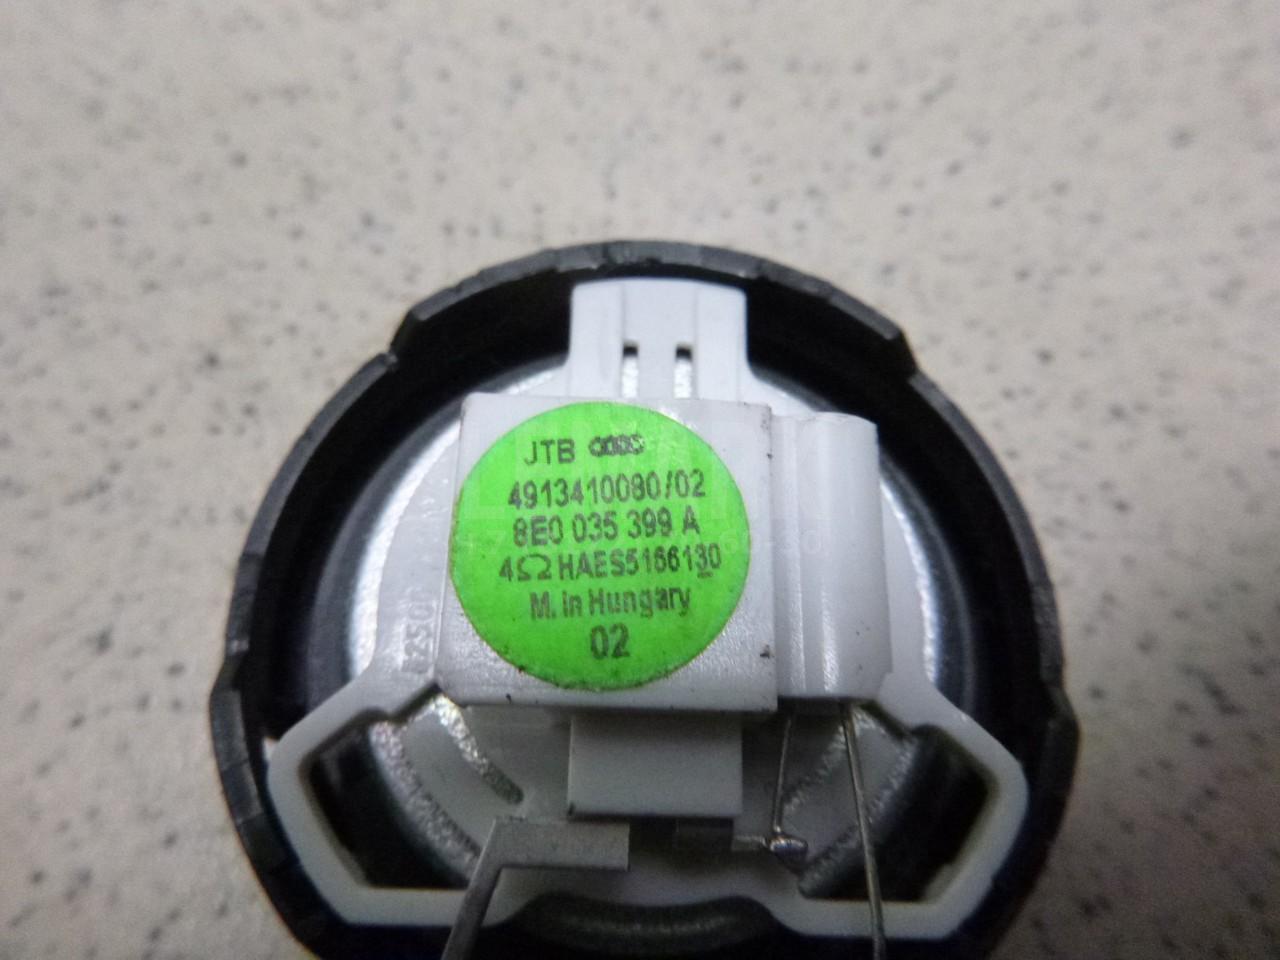 JTB
4913410080/02
8E0 035 399 A
4Ω HAES5166130
M. in Hungary
02